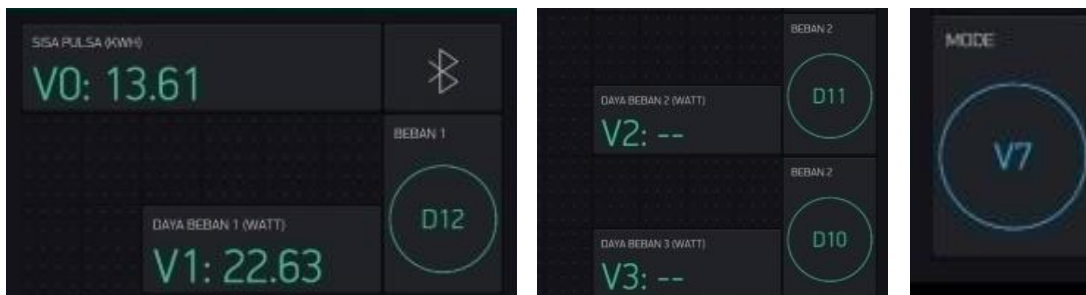 SISA PULSA (KWH)
V0: 13.61
BEBAN 1
D12
DAYA BEBAN 1 (WATT)
V1: 22.63
BEBAN 2
D11
DAYA BEBAN 2 (WATT)
V2: --
BEBAN 2
D10
DAYA BEBAN 3 (WATT)
V3: --
MODE
V7